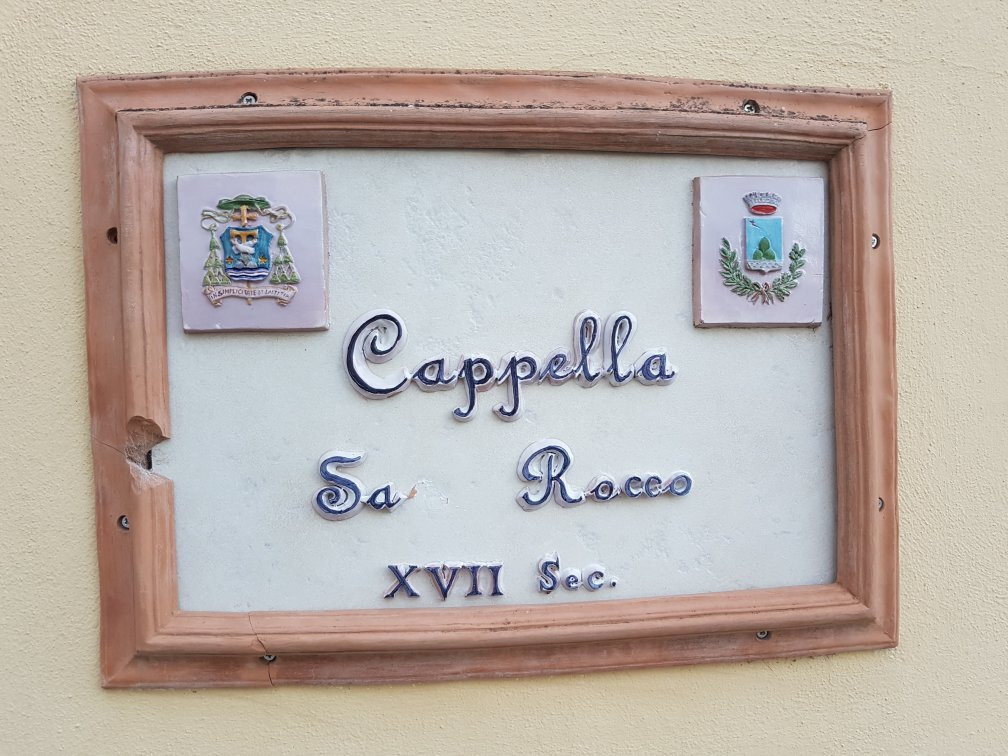 Cappella
Sa Rocco
XVII Sec.